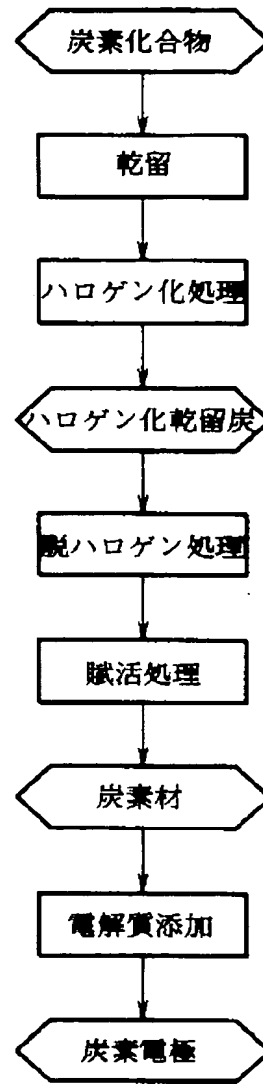 炭素化合物
乾留
ハロゲン化処理
ハロゲン化乾留炭
脱ハロゲン処理
賦活処理
炭素材
電解質添加
炭素電極